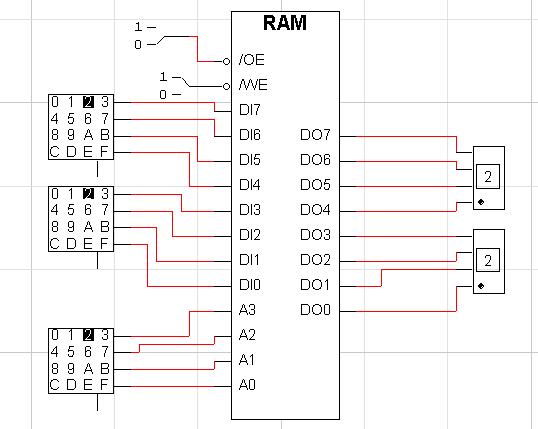 RAM
1
0
/OE
1
0
/WE
0 1 2 3
4 5 6 7
8 9 A B
C D E F
DI7
DI6
DI5
DI4
DO7
DO6
DO5
DO4
2
0 1 2 3
4 5 6 7
8 9 A B
C D E F
DI3
DI2
DI1
DI0
DO3
DO2
DO1
DO0
2
0 1 2 3
4 5 6 7
8 9 A B
C D E F
A3
A2
A1
A0